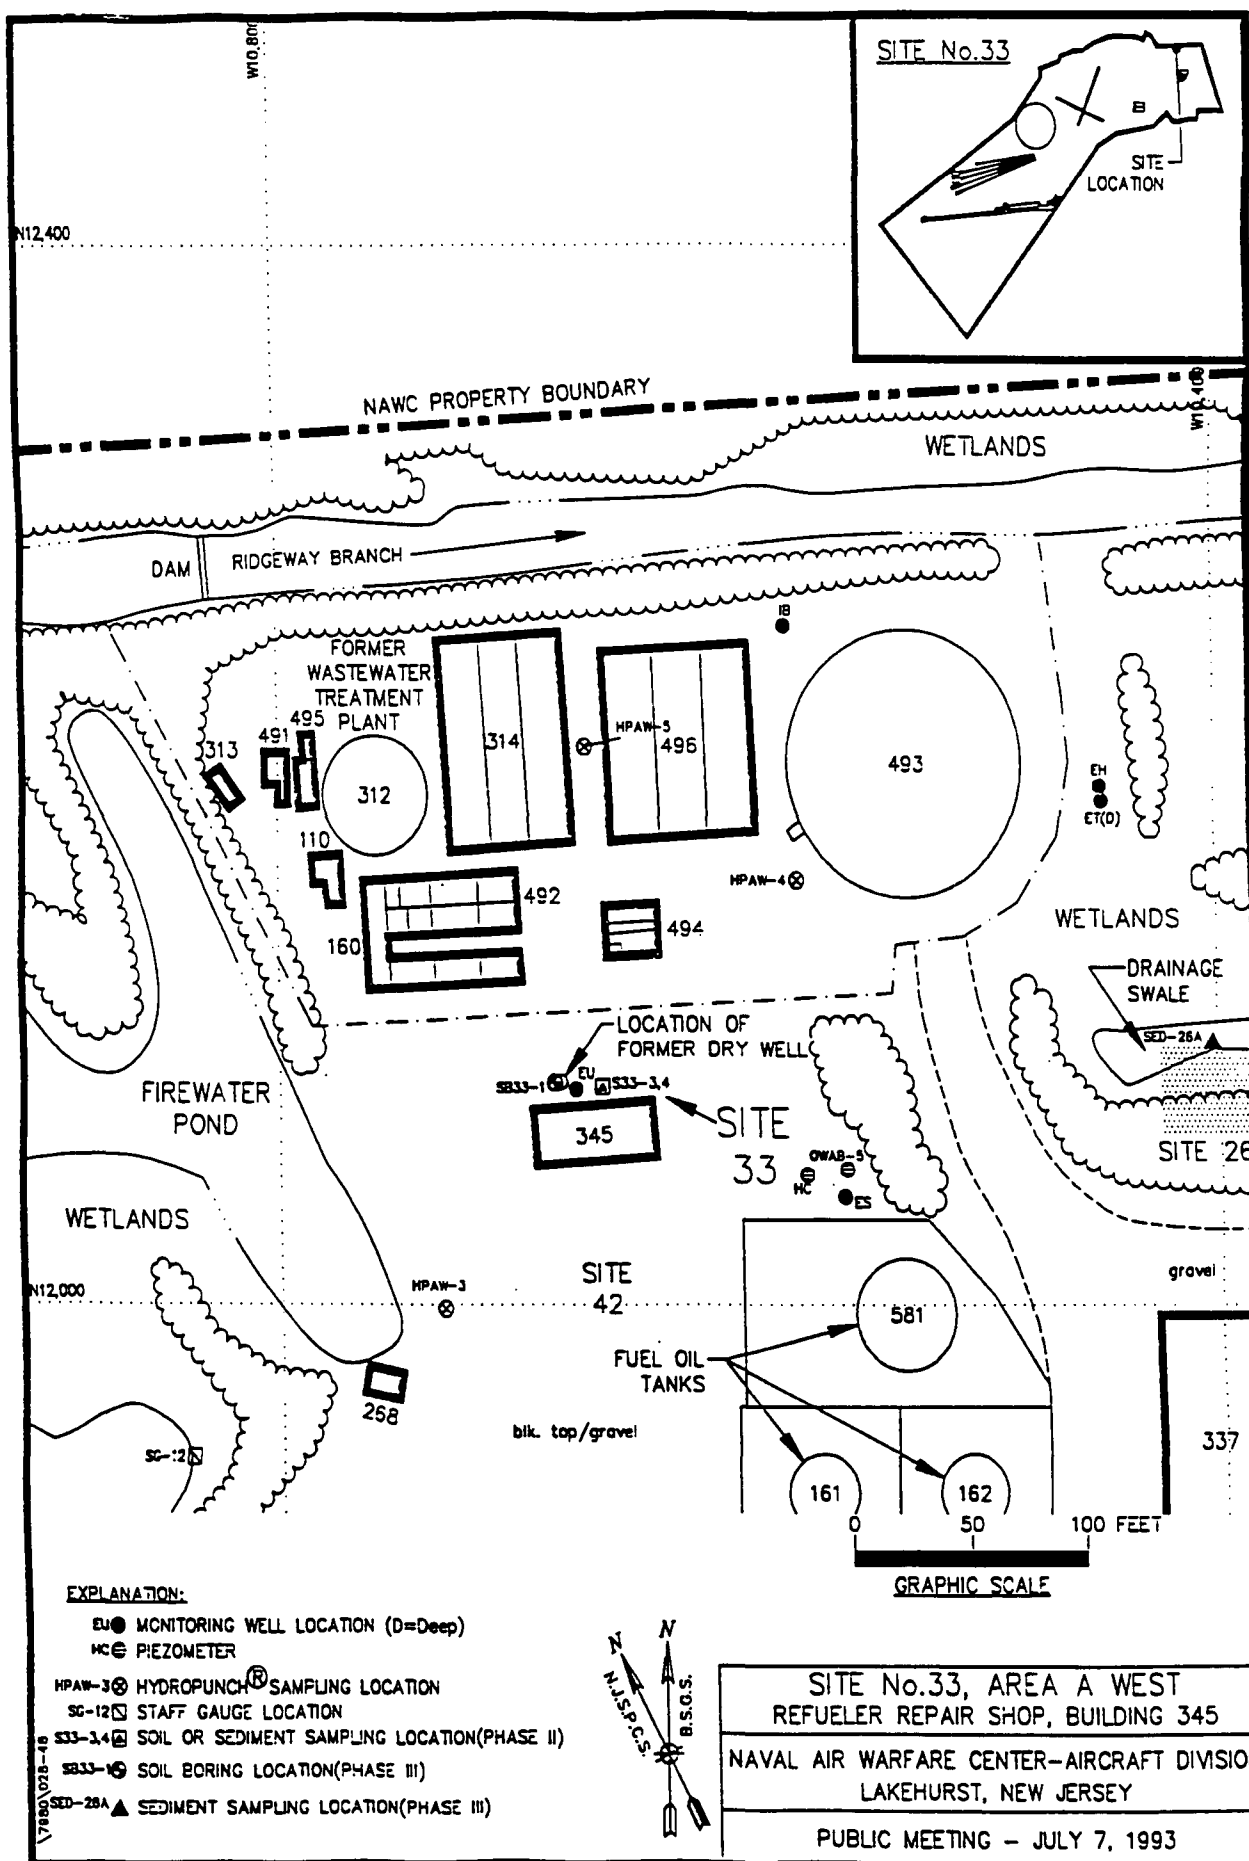 W10,800
SITE No.33
SITE
LOCATION
N12,400
NAWC PROPERTY BOUNDARY
W10,400
WETLANDS
DAM
RIDGEWAY BRANCH
IB
FORMER
WASTEWATER
TREATMENT
PLANT
495
491
313
314
HPAW-5
496
493
312
EH
ET(D)
110
HPAW-4
492
160
494
WETLANDS
DRAINAGE
SWALE
LOCATION OF
FORMER DRY WELL
SED-26A
SB33-1
EU
S33-3,4
FIREWATER
POND
345
SITE
33
SITE 26
OWAB-5
HC
ES
WETLANDS
gravel
HPAW-3
SITE
42
N12,000
581
FUEL OIL
TANKS
268
blk. top/gravel
337
SG-12
161
162
0 50 100 FEET
GRAPHIC SCALE
EXPLANATION:
EU MONITORING WELL LOCATION (D=Deep)
HC PIEZOMETER
HPAW-3 HYDROPUNCH® SAMPLING LOCATION
SG-12 STAFF GAUGE LOCATION
S33-3,4 SOIL OR SEDIMENT SAMPLING LOCATION(PHASE II)
SB33-1 SOIL BORING LOCATION(PHASE III)
SED-26A SEDIMENT SAMPLING LOCATION(PHASE III)
N
N
N.J.S.P.C.S.
B.S.G.S.
SITE No.33, AREA A WEST
REFUELER REPAIR SHOP, BUILDING 345
NAVAL AIR WARFARE CENTER-AIRCRAFT DIVISIO
LAKEHURST, NEW JERSEY
PUBLIC MEETING - JULY 7, 1993